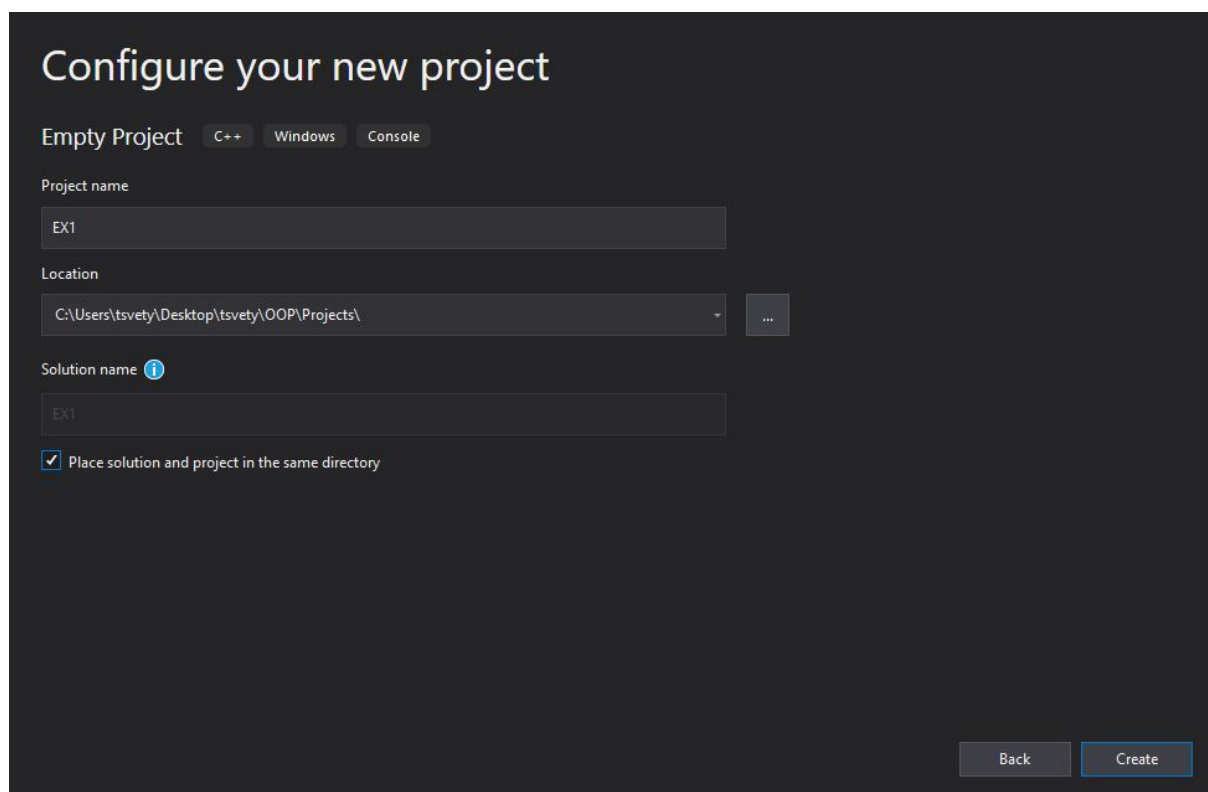 Configure your new project
Empty Project C++ Windows Console
Project name
EX1
Location
C:\Users\tsvety\Desktop\tsvety\OOP\Projects\
...
Solution name
EX1
Place solution and project in the same directory
Back Create